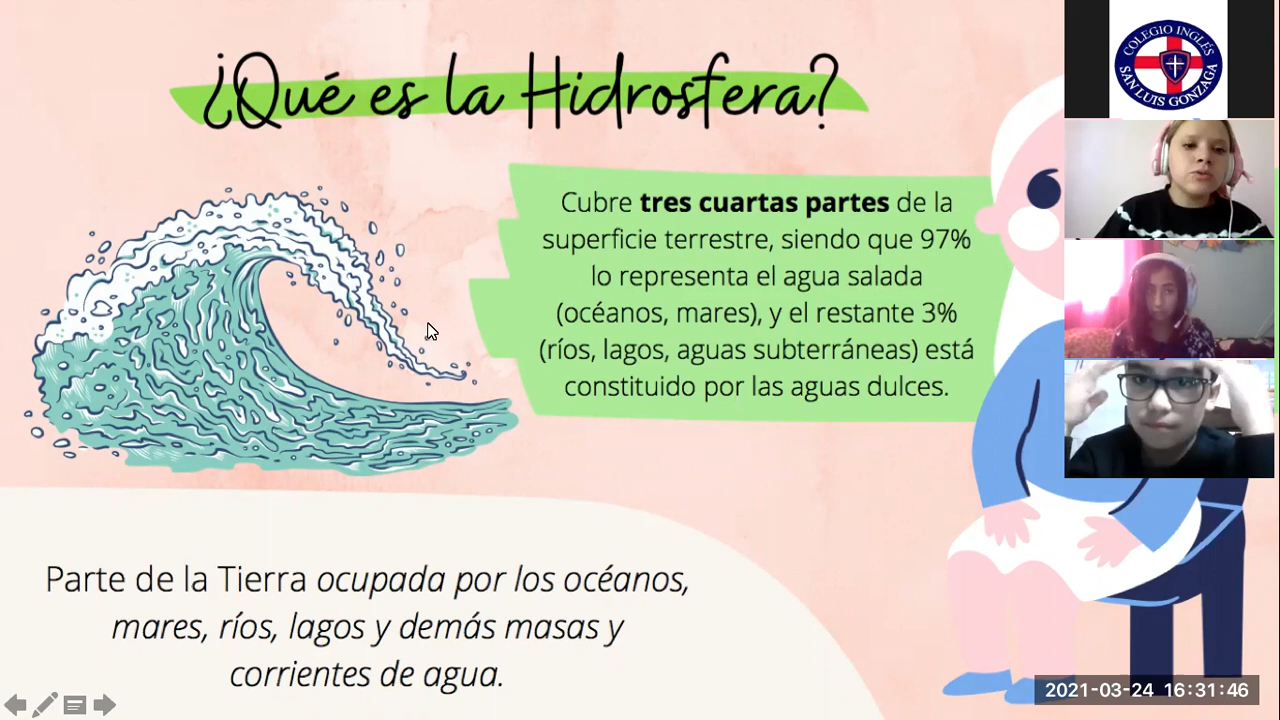 ¿Qué es la Hidrosfera?
Cubre tres cuartas partes de la
superficie terrestre, siendo que 97%
lo representa el agua salada
(océanos, mares), y el restante 3%
(ríos, lagos, aguas subterráneas) está
constituido por las aguas dulces.
Parte de la Tierra ocupada por los océanos,
mares, ríos, lagos y demás masas y
corrientes de agua.
COLEGIO INGLÉS
SAN LUIS GONZAGA
2021-03-24 16:31:46